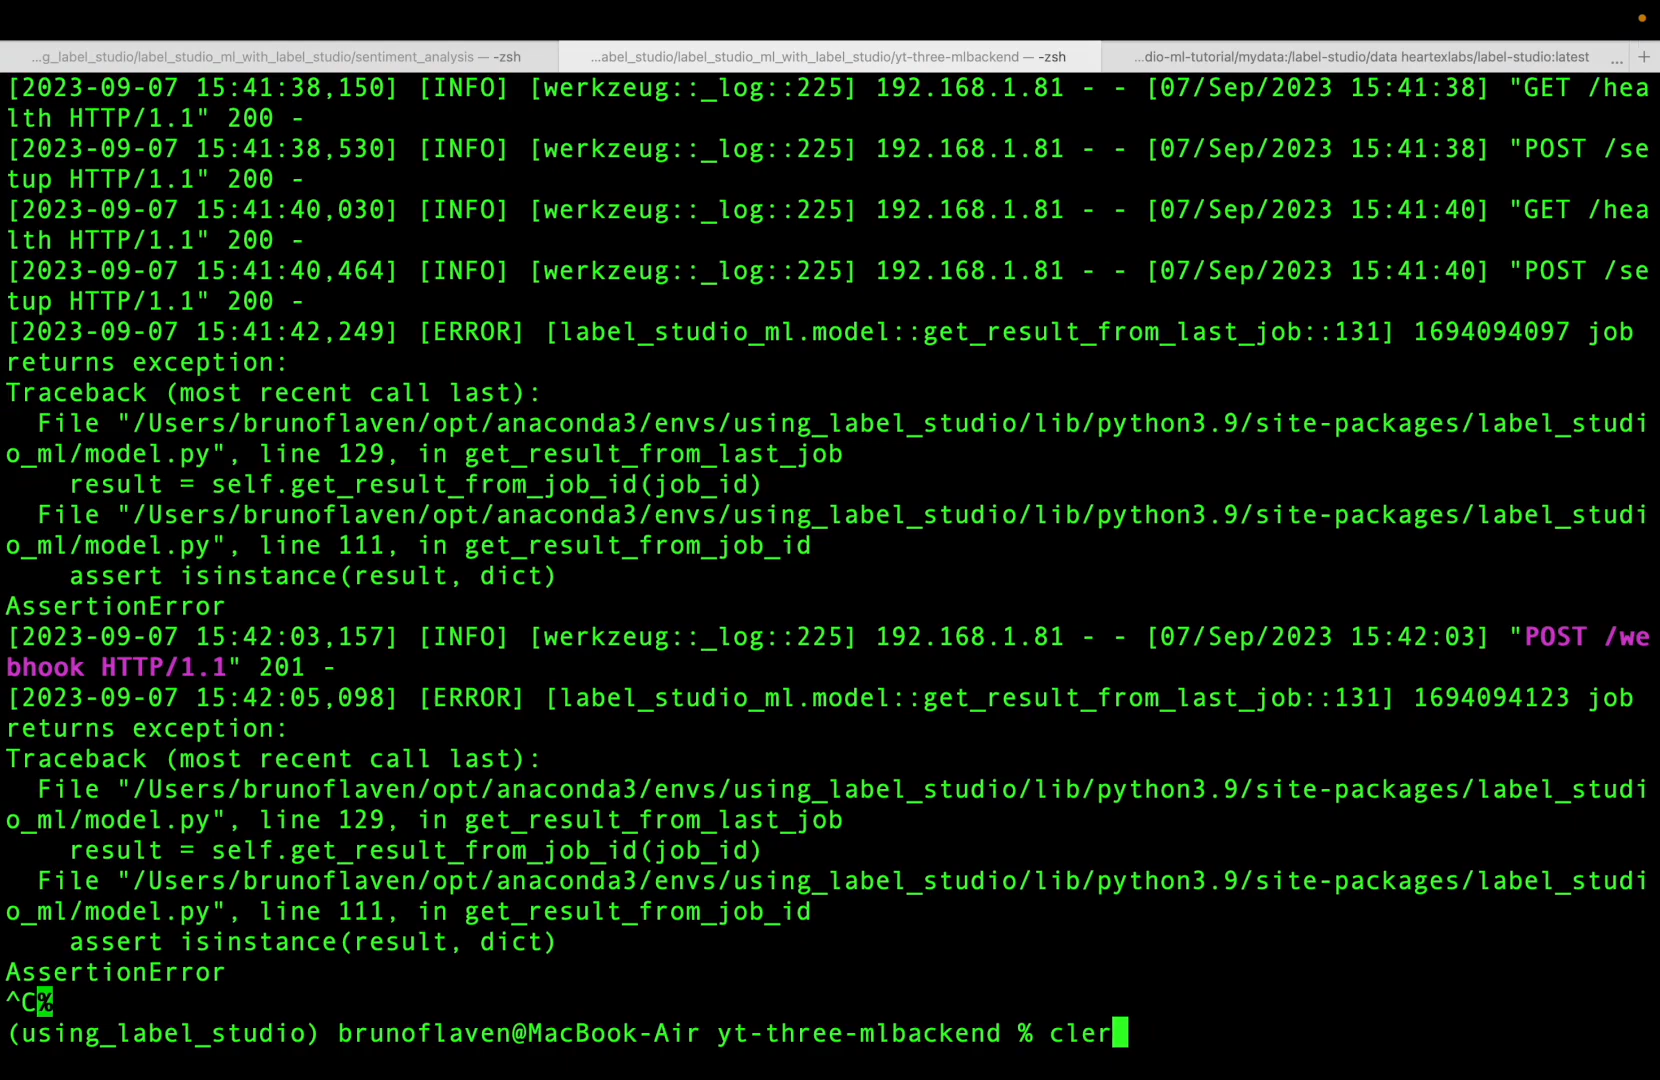 ...g_label_studio/label_studio_ml_with_label_studio/sentiment_analysis — -zsh
...abel_studio/label_studio_ml_with_label_studio/yt-three-mlbackend — -zsh
...dio-ml-tutorial/mydata:/label-studio/data heartexlabs/label-studio:latest ... +
[2023-09-07 15:41:38,150] [INFO] [werkzeug::_log::225] 192.168.1.81 - - [07/Sep/2023 15:41:38] "GET /hea
lth HTTP/1.1" 200 -
[2023-09-07 15:41:38,530] [INFO] [werkzeug::_log::225] 192.168.1.81 - - [07/Sep/2023 15:41:38] "POST /se
tup HTTP/1.1" 200 -
[2023-09-07 15:41:40,030] [INFO] [werkzeug::_log::225] 192.168.1.81 - - [07/Sep/2023 15:41:40] "GET /hea
lth HTTP/1.1" 200 -
[2023-09-07 15:41:40,464] [INFO] [werkzeug::_log::225] 192.168.1.81 - - [07/Sep/2023 15:41:40] "POST /se
tup HTTP/1.1" 200 -
[2023-09-07 15:41:42,249] [ERROR] [label_studio_ml.model::get_result_from_last_job::131] 1694094097 job
returns exception:
Traceback (most recent call last):
  File "/Users/brunoflaven/opt/anaconda3/envs/using_label_studio/lib/python3.9/site-packages/label_studi
o_ml/model.py", line 129, in get_result_from_last_job
    result = self.get_result_from_job_id(job_id)
  File "/Users/brunoflaven/opt/anaconda3/envs/using_label_studio/lib/python3.9/site-packages/label_studi
o_ml/model.py", line 111, in get_result_from_job_id
    assert isinstance(result, dict)
AssertionError
[2023-09-07 15:42:03,157] [INFO] [werkzeug::_log::225] 192.168.1.81 - - [07/Sep/2023 15:42:03] "POST /we
bhook HTTP/1.1" 201 -
[2023-09-07 15:42:05,098] [ERROR] [label_studio_ml.model::get_result_from_last_job::131] 1694094123 job
returns exception:
Traceback (most recent call last):
  File "/Users/brunoflaven/opt/anaconda3/envs/using_label_studio/lib/python3.9/site-packages/label_studi
o_ml/model.py", line 129, in get_result_from_last_job
    result = self.get_result_from_job_id(job_id)
  File "/Users/brunoflaven/opt/anaconda3/envs/using_label_studio/lib/python3.9/site-packages/label_studi
o_ml/model.py", line 111, in get_result_from_job_id
    assert isinstance(result, dict)
AssertionError
^C%
(using_label_studio) brunoflaven@MacBook-Air yt-three-mlbackend % cler